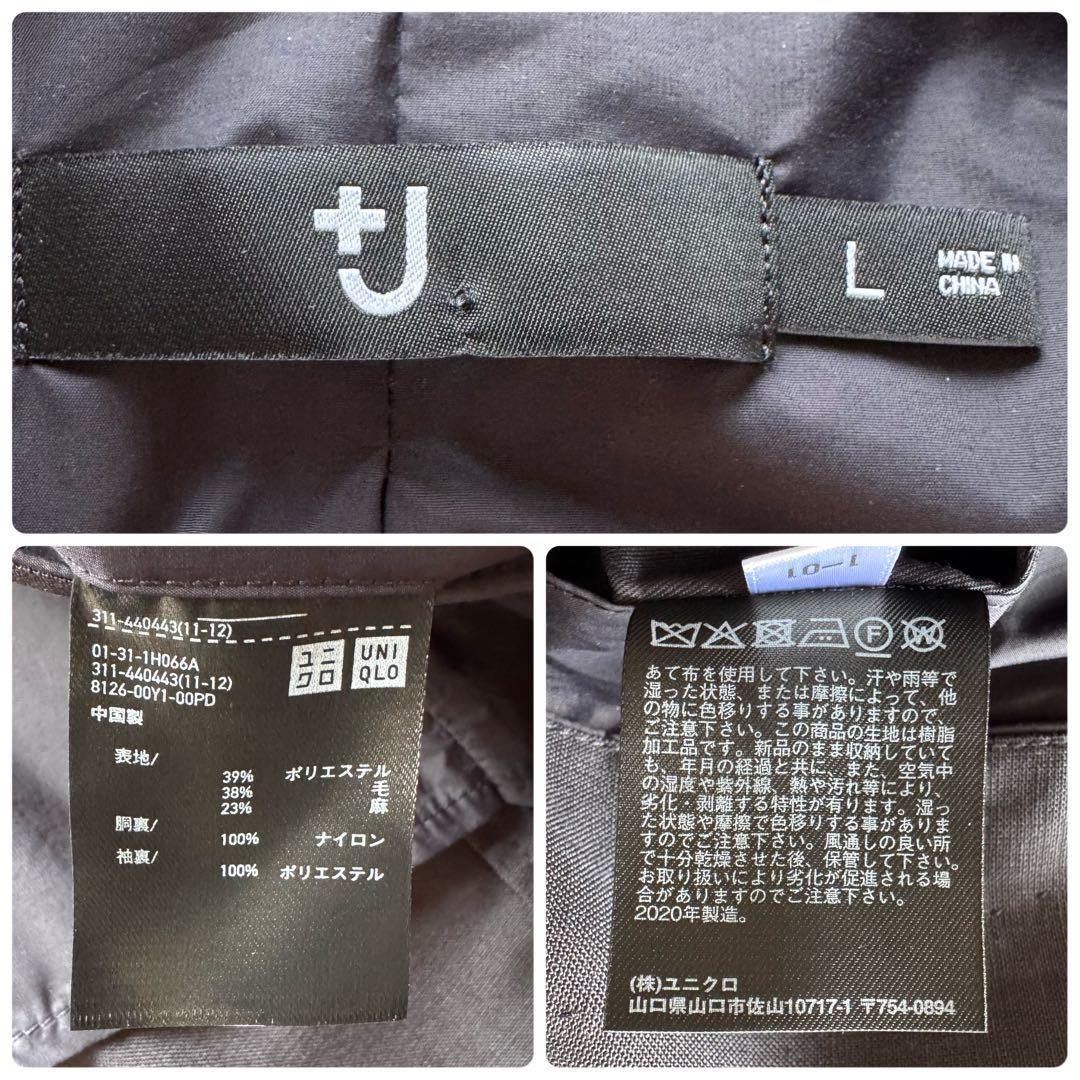 +J
L
MADE IN
CHINA
311-440443(11-12)
01-31-1H066A
311-440443(11-12)
8126-00Y1-00PD
中国製
ユニ
クロ
UNI
QLO
表地/
39% ポリエステル
38% 毛
23% 麻
胴裏/
100% ナイロン
袖裏/
100% ポリエステル
1-01
F
W
あて布を使用して下さい。汗や雨等で
湿った状態、または摩擦によって、他
の物に色移りする事がありますので、
ご注意下さい。この商品の生地は樹脂
加工品です。新品のまま収納していて
も、年月の経過と共に、また、空気中
の湿度や紫外線、熱や汚れ等により、
劣化・剥離する特性が有ります。湿っ
た状態や摩擦で色移りする事がありま
すのでご注意下さい。風通しの良い所
で十分乾燥させた後、保管して下さい。
お取り扱いにより劣化が促進される場
合がありますのでご注意下さい。
2020年製造。
(株)ユニクロ
山口県山口市佐山10717-1 〒754-0894